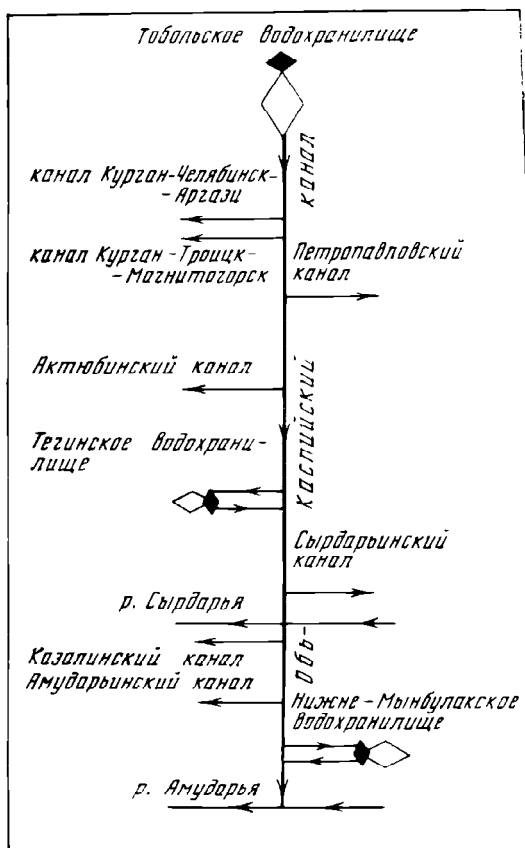 Тобольское водохранилище
канал Курган-Челябинск-
-Аргази
канал Курган-Троицк-
-Магнитогорск
Петропавловский
канал
Актюбинский канал
Тегинское водохрани-
лище
Сырдарьинский
канал
р. Сырдарья
Казалинский канал
Амударьинский канал
Нижне-Мынбулакское
водохранилище
р. Амударья
Обь-
каспийский
канал